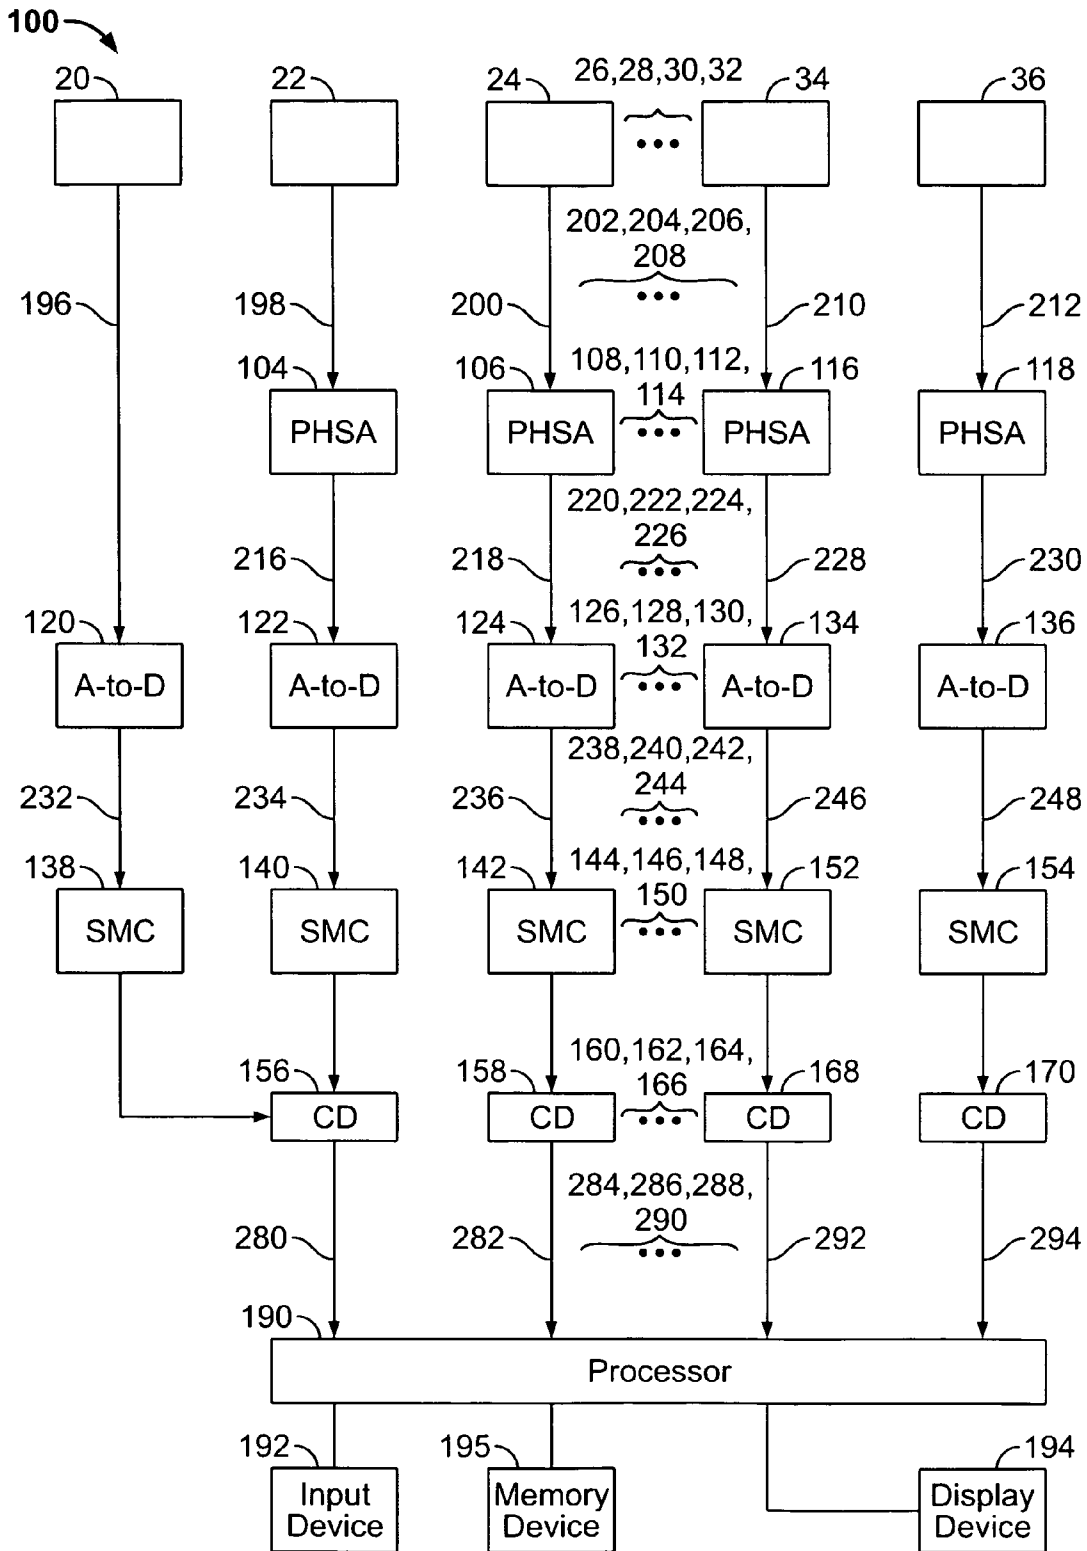 100
20
22
24
26,28,30,32
34
36
202,204,206,
208
196
198
200
210
212
104
106
108,110,112,
114
116
118
PHSA
PHSA
PHSA
PHSA
220,222,224,
226
216
218
228
230
120
122
124
126,128,130,
132
134
136
A-to-D
A-to-D
A-to-D
A-to-D
A-to-D
238,240,242,
244
232
234
236
246
248
138
140
142
144,146,148,
150
152
154
SMC
SMC
SMC
SMC
SMC
156
158
160,162,164,
166
168
170
CD
CD
CD
CD
284,286,288,
290
280
282
292
294
190
Processor
192
195
194
Input
Device
Memory
Device
Display
Device